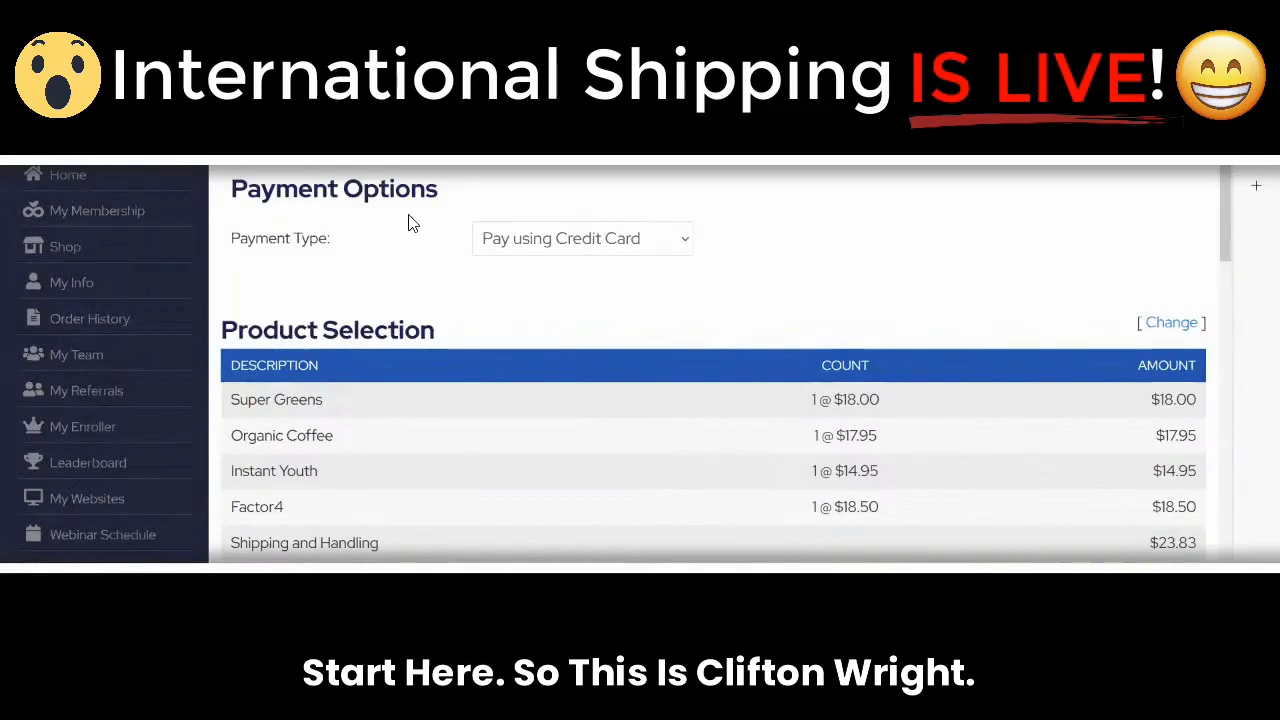 International Shipping IS LIVE!
Home
My Membership
Shop
My Info
Order History
My Team
My Referrals
My Enroller
Leaderboard
My Websites
Webinar Schedule
Payment Options
Payment Type: Pay using Credit Card
Product Selection [ Change ]
DESCRIPTION COUNT AMOUNT
Super Greens 1 @ $18.00 $18.00
Organic Coffee 1 @ $17.95 $17.95
Instant Youth 1 @ $14.95 $14.95
Factor4 1 @ $18.50 $18.50
Shipping and Handling $23.83
Start Here. So This Is Clifton Wright.